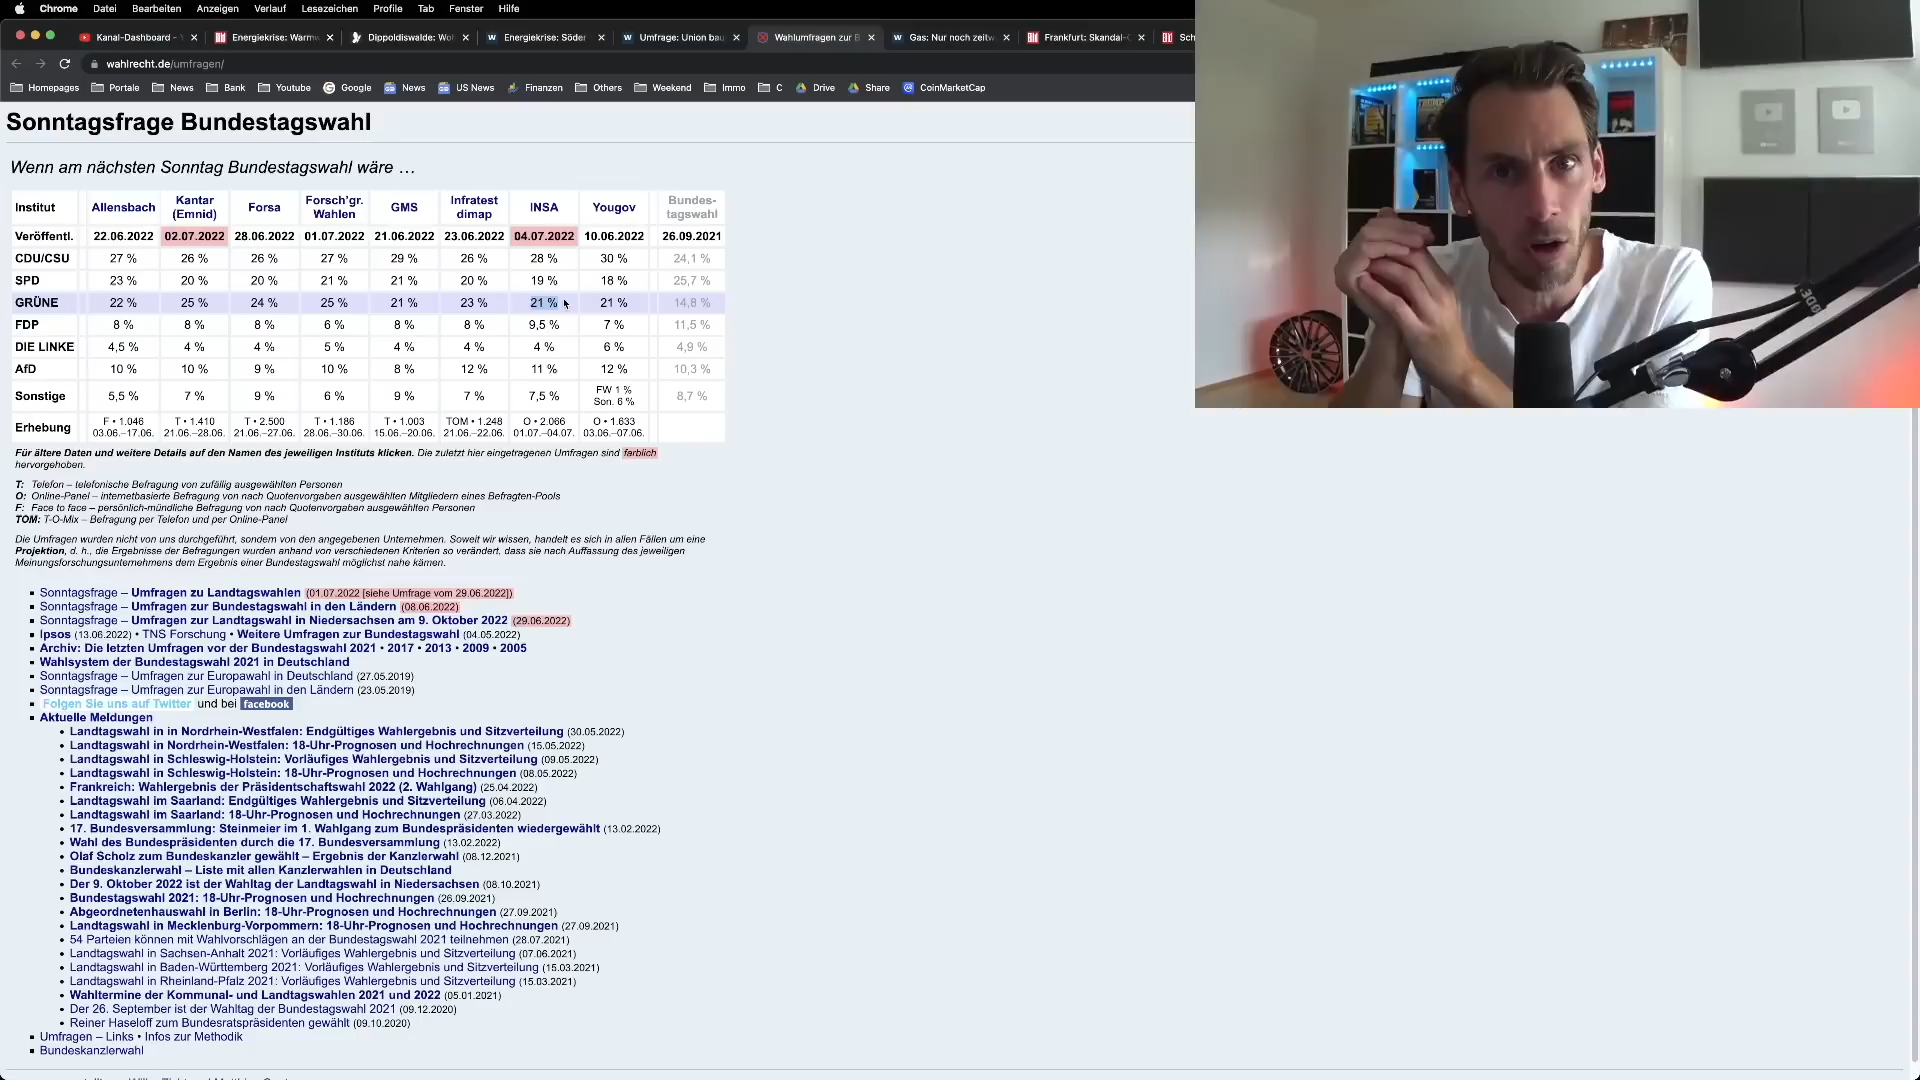 Chrome Datei Bearbeiten Anzeigen Verlauf Lesezeichen Profile Tab Fenster Hilfe
Kanal-Dashboard - Energiekrise: Warmw Dippoldiswalde: Wo Energiekrise: Söder Umfrage: Union bau Wahlumfragen zur B Gas: Nur noch zeitw Frankfurt: Skandal- Sch
wahlrecht.de/umfragen/
Homepages Portale News Bank Youtube Google News US News Finanzen Others Weekend Immo C Drive Share CoinMarketCap
Sonntagsfrage Bundestagswahl
Wenn am nächsten Sonntag Bundestagswahl wäre …
Institut Allensbach Kantar (Emnid) Forsa Forsch'gr. Wahlen GMS Infratest dimap INSA Yougov Bundes- tagswahl
Veröffentl. 22.06.2022 02.07.2022 28.06.2022 01.07.2022 21.06.2022 23.06.2022 04.07.2022 10.06.2022 26.09.2021
CDU/CSU 27 % 26 % 26 % 27 % 29 % 26 % 28 % 30 % 24,1 %
SPD 23 % 20 % 20 % 21 % 21 % 20 % 19 % 18 % 25,7 %
GRÜNE 22 % 25 % 24 % 25 % 21 % 23 % 21 % 21 % 14,8 %
FDP 8 % 8 % 8 % 6 % 8 % 8 % 9,5 % 7 % 11,5 %
DIE LINKE 4,5 % 4 % 4 % 5 % 4 % 4 % 4 % 6 % 4,9 %
AfD 10 % 10 % 9 % 10 % 8 % 12 % 11 % 12 % 10,3 %
Sonstige 5,5 % 7 % 9 % 6 % 9 % 7 % 7,5 % FW 1 % Son. 6 % 8,7 %
Erhebung F • 1.046 T • 1.410 T • 2.500 T • 1.186 T • 1.003 TOM • 1.248 O • 2.066 O • 1.633
03.06.–17.06. 21.06.–28.06. 21.06.–27.06. 28.06.–30.06. 15.06.–20.06. 21.06.–22.06. 01.07.–04.07. 03.06.–07.06.
Für ältere Daten und weitere Details auf den Namen des jeweiligen Instituts klicken. Die zuletzt hier eingetragenen Umfragen sind farblich
hervorgehoben.
T: Telefon – telefonische Befragung von zufällig ausgewählten Personen
O: Online-Panel – internetbasierte Befragung von nach Quotenvorgaben ausgewählten Mitgliedern eines Befragten-Pools
F: Face to face – persönlich-mündliche Befragung von nach Quotenvorgaben ausgewählten Personen
TOM: T-O-Mix – Befragung per Telefon und per Online-Panel
Die Umfragen wurden nicht von uns durchgeführt, sondern von den angegebenen Unternehmen. Soweit wir wissen, handelt es sich in allen Fällen um eine
Projektion, d. h., die Ergebnisse der Befragungen wurden anhand von verschiedenen Kriterien so verändert, dass sie nach Auffassung des jeweiligen
Meinungsforschungsunternehmens dem Ergebnis einer Bundestagswahl möglichst nahe kämen.
Sonntagsfrage – Umfragen zu Landtagswahlen (01.07.2022 [siehe Umfrage vom 29.06.2022])
Sonntagsfrage – Umfragen zur Bundestagswahl in den Ländern (08.06.2022)
Sonntagsfrage – Umfragen zur Landtagswahl in Niedersachsen am 9. Oktober 2022 (29.06.2022)
Ipsos (13.06.2022) • TNS Forschung • Weitere Umfragen zur Bundestagswahl (04.05.2022)
Archiv: Die letzten Umfragen vor der Bundestagswahl 2021 • 2017 • 2013 • 2009 • 2005
Wahlsystem der Bundestagswahl 2021 in Deutschland
Sonntagsfrage – Umfragen zur Europawahl in Deutschland (27.05.2019)
Sonntagsfrage – Umfragen zur Europawahl in den Ländern (23.05.2019)
Folgen Sie uns auf Twitter und bei facebook
Aktuelle Meldungen
Landtagswahl in in Nordrhein-Westfalen: Endgültiges Wahlergebnis und Sitzverteilung (30.05.2022)
Landtagswahl in Nordrhein-Westfalen: 18-Uhr-Prognosen und Hochrechnungen (15.05.2022)
Landtagswahl in Schleswig-Holstein: Vorläufiges Wahlergebnis und Sitzverteilung (09.05.2022)
Landtagswahl in Schleswig-Holstein: 18-Uhr-Prognosen und Hochrechnungen (08.05.2022)
Frankreich: Wahlergebnis der Präsidentschaftswahl 2022 (2. Wahlgang) (25.04.2022)
Landtagswahl im Saarland: Endgültiges Wahlergebnis und Sitzverteilung (06.04.2022)
Landtagswahl im Saarland: 18-Uhr-Prognosen und Hochrechnungen (27.03.2022)
17. Bundesversammlung: Steinmeier im 1. Wahlgang zum Bundespräsidenten wiedergewählt (13.02.2022)
Wahl des Bundespräsidenten durch die 17. Bundesversammlung (13.02.2022)
Olaf Scholz zum Bundeskanzler gewählt – Ergebnis der Kanzlerwahl (08.12.2021)
Bundeskanzlerwahl – Liste mit allen Kanzlerwahlen in Deutschland
Der 9. Oktober 2022 ist der Wahltag der Landtagswahl in Niedersachsen (08.10.2021)
Bundestagswahl 2021: 18-Uhr-Prognosen und Hochrechnungen (26.09.2021)
Abgeordnetenhauswahl in Berlin: 18-Uhr-Prognosen und Hochrechnungen (27.09.2021)
Landtagswahl in Mecklenburg-Vorpommern: 18-Uhr-Prognosen und Hochrechnungen (27.09.2021)
54 Parteien können mit Wahlvorschlägen an der Bundestagswahl 2021 teilnehmen (28.07.2021)
Landtagswahl in Sachsen-Anhalt 2021: Vorläufiges Wahlergebnis und Sitzverteilung (07.06.2021)
Landtagswahl in Baden-Württemberg 2021: Vorläufiges Wahlergebnis und Sitzverteilung (15.03.2021)
Landtagswahl in Rheinland-Pfalz 2021: Vorläufiges Wahlergebnis und Sitzverteilung (15.03.2021)
Wahltermine der Kommunal- und Landtagswahlen 2021 und 2022 (05.01.2021)
Der 26. September ist der Wahltag der Bundestagswahl 2021 (09.12.2020)
Reiner Haseloff zum Bundesratspräsidenten gewählt (09.10.2020)
Umfragen – Links • Infos zur Methodik
Bundeskanzlerwahl
TRUMP
RODE